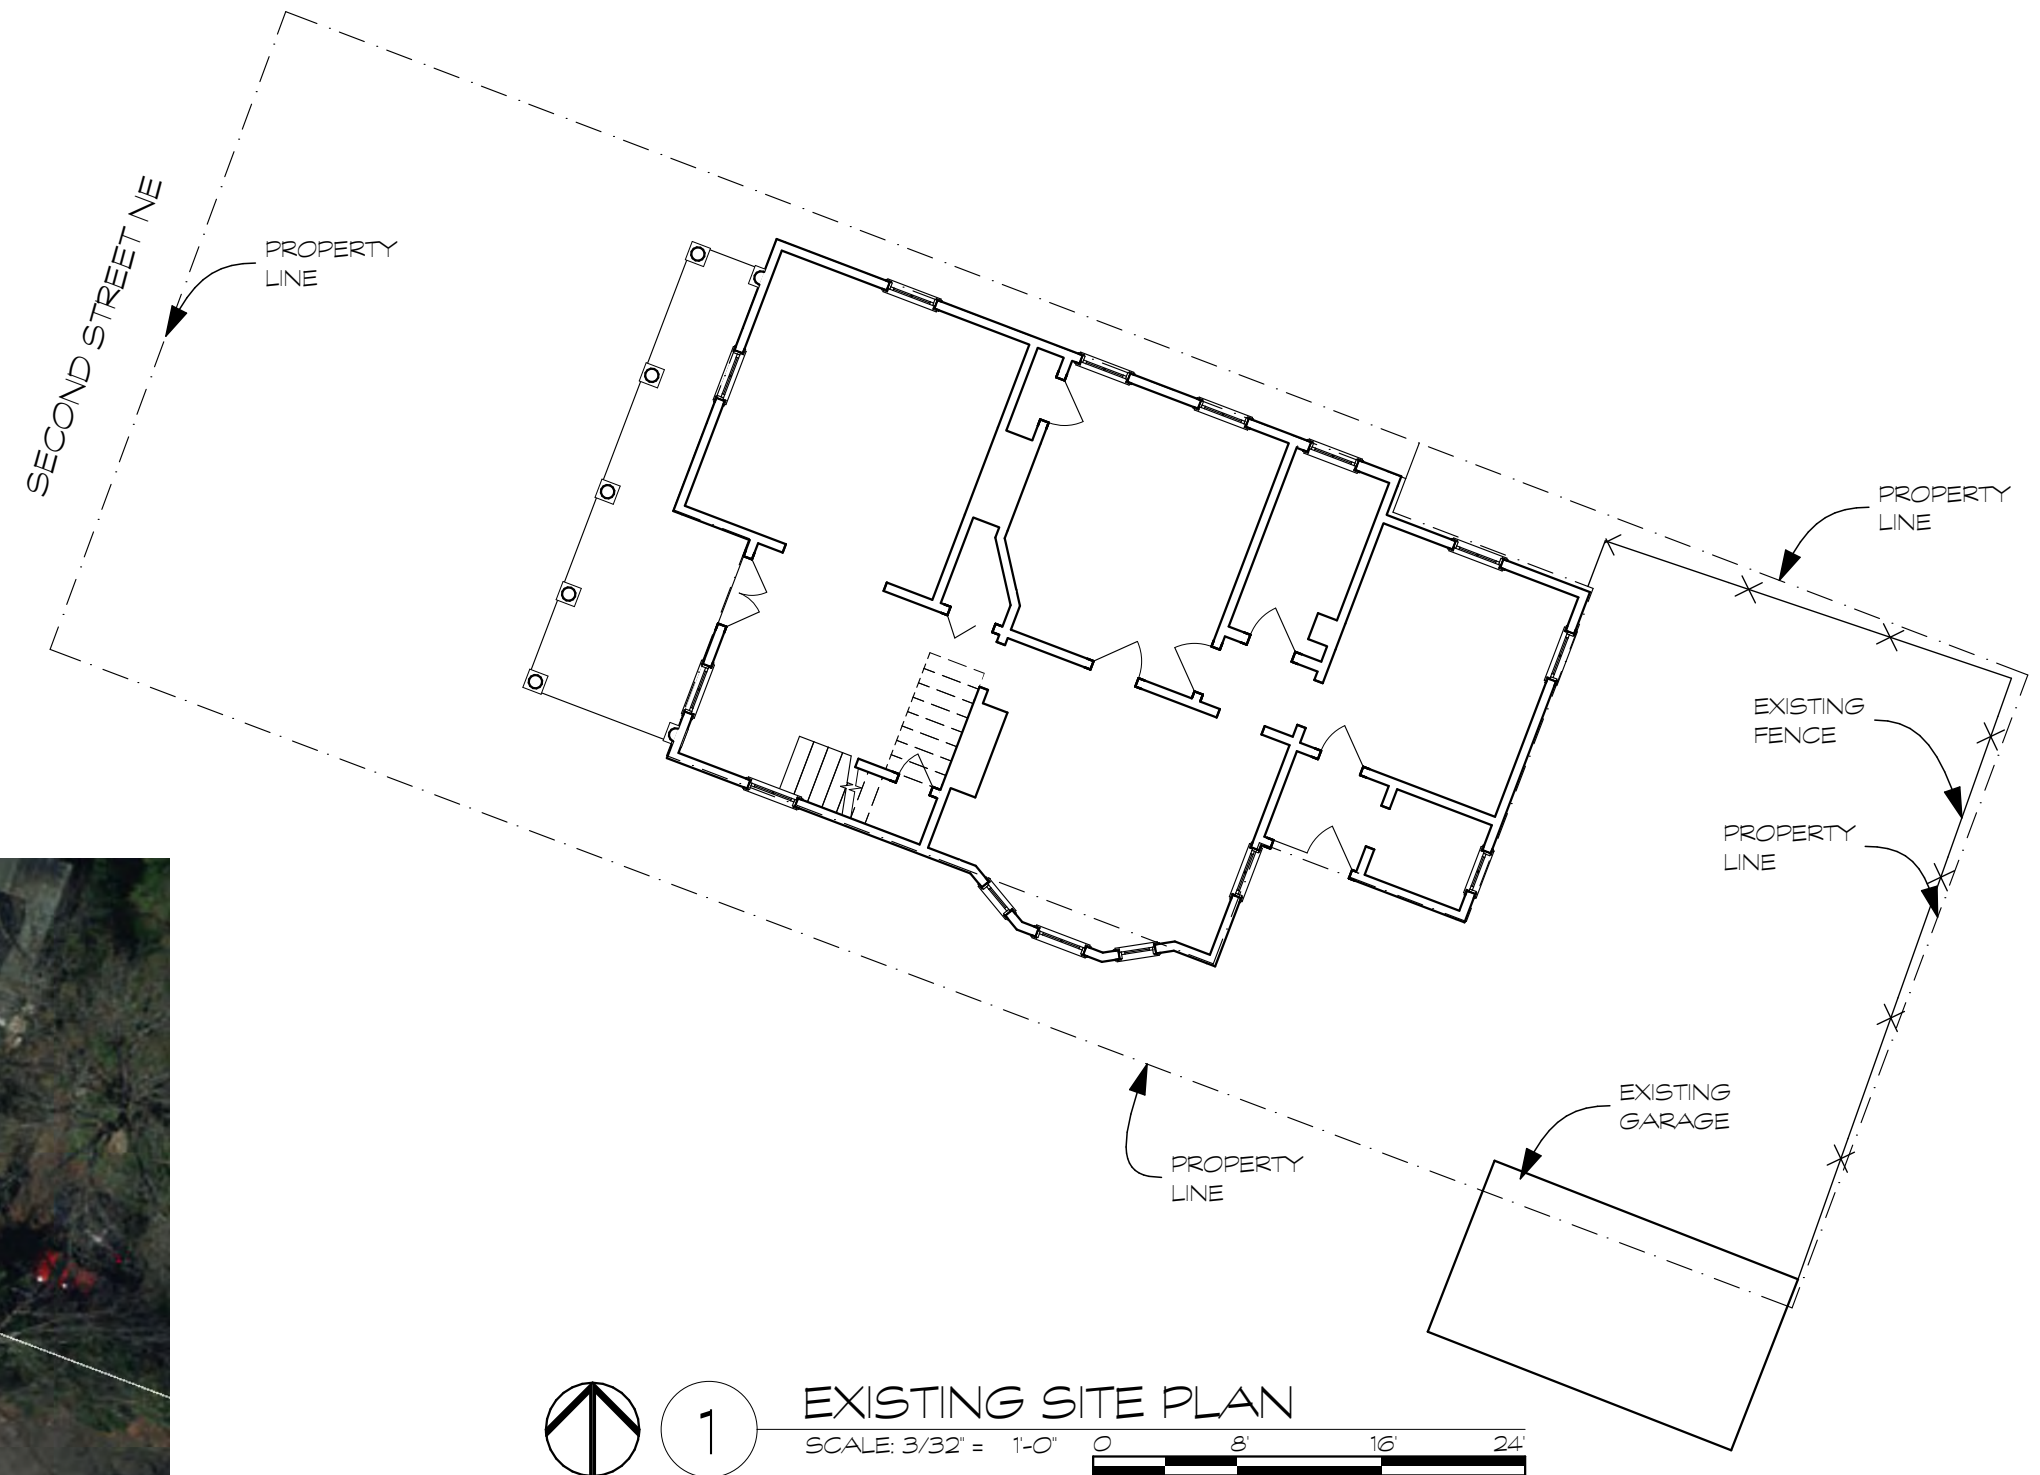 SECOND STREET NE
PROPERTY
LINE
PROPERTY
LINE
EXISTING
FENCE
PROPERTY
LINE
EXISTING
GARAGE
PROPERTY
LINE
1
EXISTING SITE PLAN
SCALE: 3/32" = 1'-0"
0 8' 16' 24'